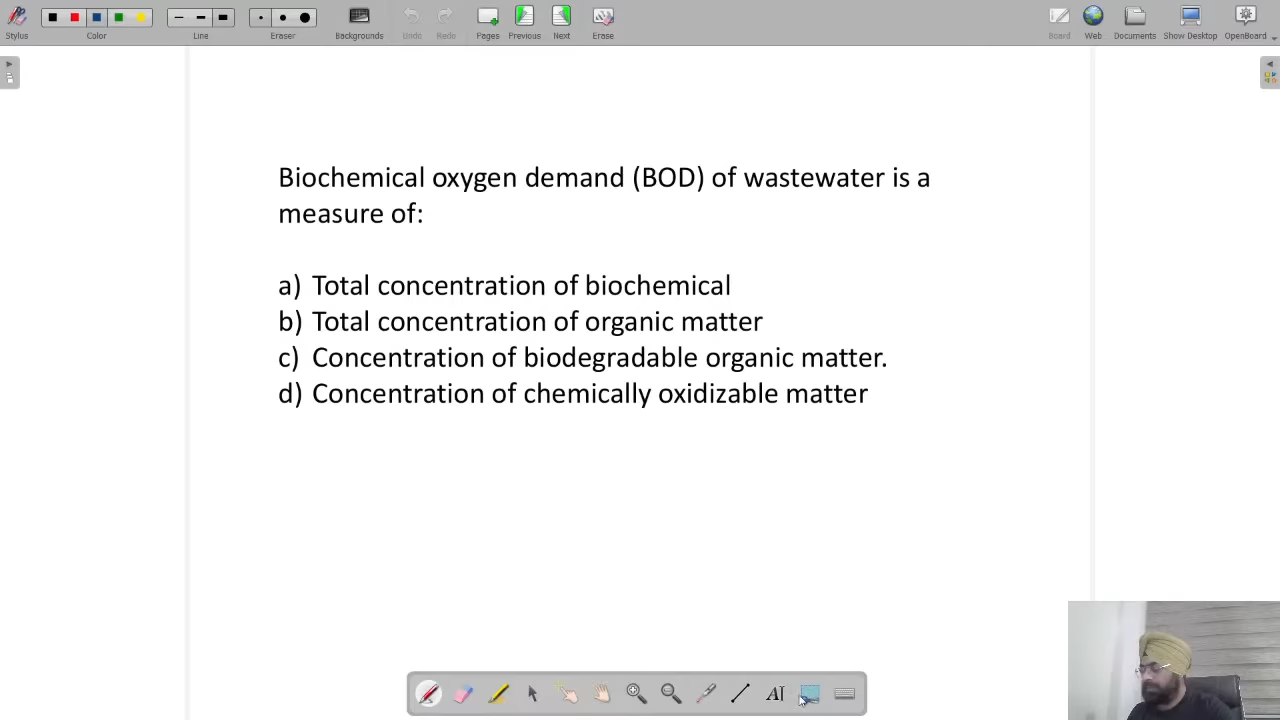 Stylus
Color
Line
Eraser
Backgrounds
Undo
Redo
Pages
Previous
Next
Erase
Board
Web
Documents
Show Desktop
OpenBoard
Biochemical oxygen demand (BOD) of wastewater is a
measure of:
a) Total concentration of biochemical
b) Total concentration of organic matter
c) Concentration of biodegradable organic matter.
d) Concentration of chemically oxidizable matter
AI